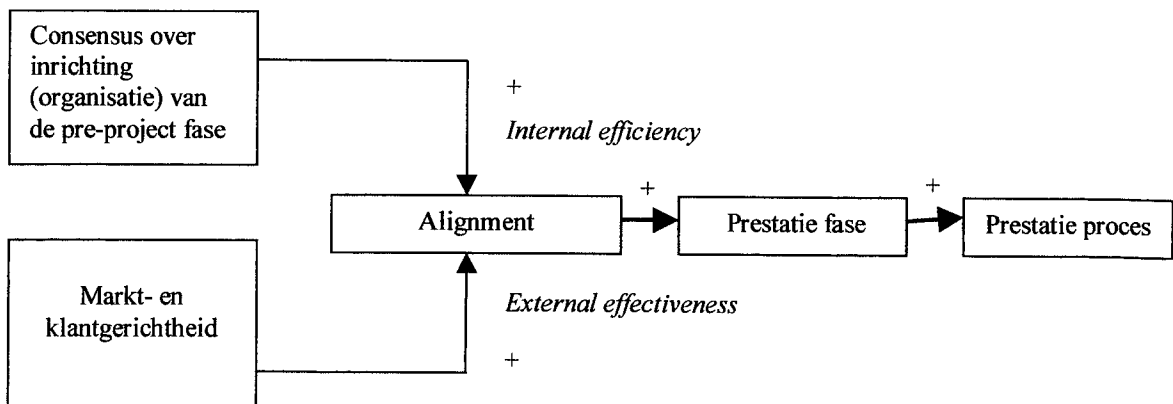 Consensus over
inrichting
(organisatie) van
de pre-project fase
+
Internal efficiency
Alignment
+
Prestatie fase
+
Prestatie proces
Markt- en
klantgerichtheid
External effectiveness
+